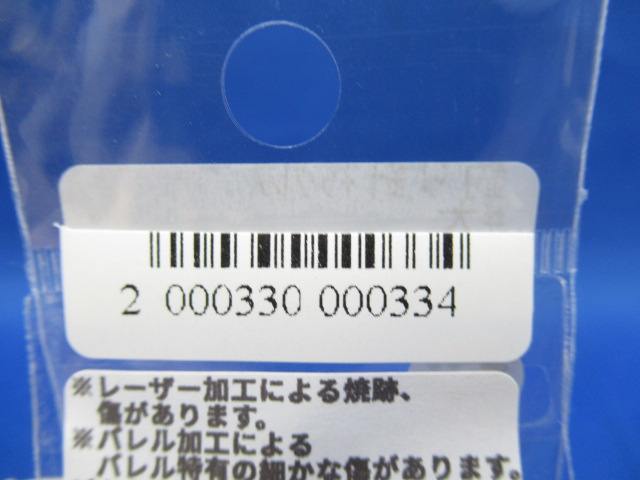 2 000330 000334
※レーザー加工による焼跡、
傷があります。
※バレル加工による
バレル特有の細かな傷があります。